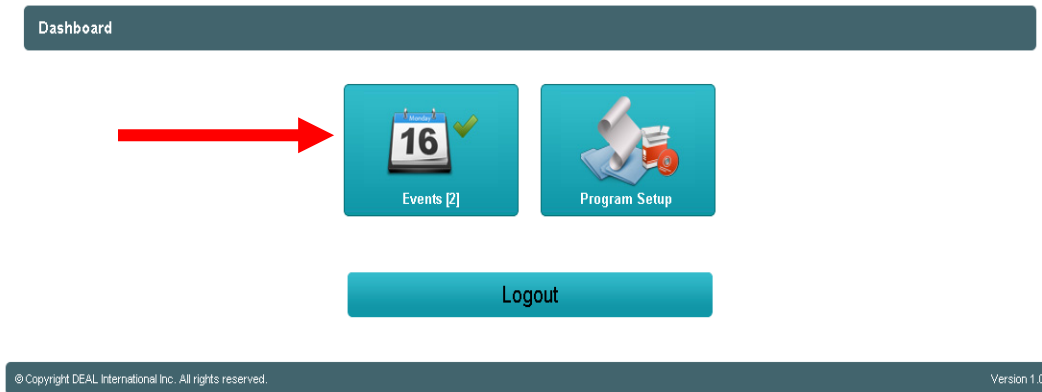 Dashboard
Monday
16
Events [2]
Program Setup
Logout
© Copyright DEAL International Inc. All rights reserved.
Version 1.0